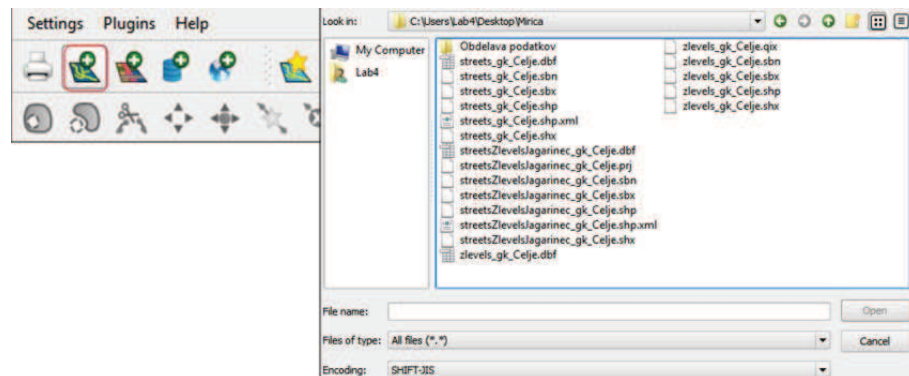 Settings Plugins Help
Look in: C:\Users\Lab4\Desktop\Mirica
My Computer
Lab4
Obdelava podatkov
streets_gk_Celje.dbf
streets_gk_Celje.sbn
streets_gk_Celje.sbx
streets_gk_Celje.shp
streets_gk_Celje.shp.xml
streets_gk_Celje.shx
streetsZlevelsJagarinec_gk_Celje.dbf
streetsZlevelsJagarinec_gk_Celje.prj
streetsZlevelsJagarinec_gk_Celje.sbn
streetsZlevelsJagarinec_gk_Celje.sbx
streetsZlevelsJagarinec_gk_Celje.shp
streetsZlevelsJagarinec_gk_Celje.shp.xml
streetsZlevelsJagarinec_gk_Celje.shx
zlevels_gk_Celje.dbf
zlevels_gk_Celje.qix
zlevels_gk_Celje.sbn
zlevels_gk_Celje.sbx
zlevels_gk_Celje.shp
zlevels_gk_Celje.shx
File name: Open
Files of type: All files (*.*) Cancel
Encoding: SHIFT-JIS